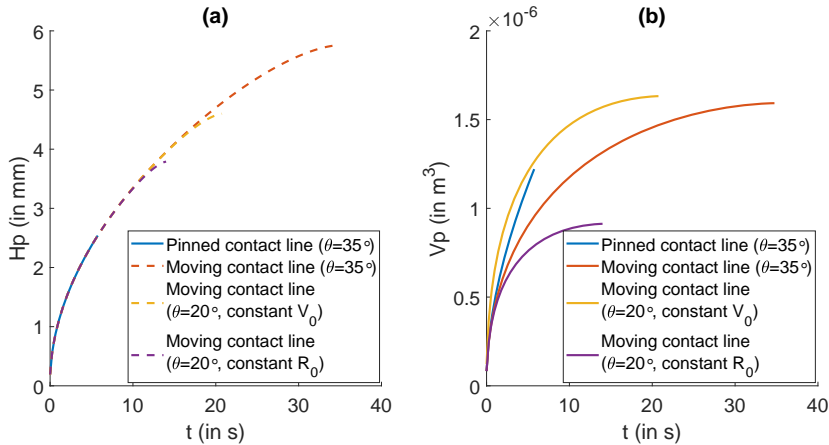 (a)
Hp (in mm)
6
5
4
3
2
1
0
0 10 20 30 40
t (in s)
Pinned contact line (θ=35°)
Moving contact line (θ=35°)
Moving contact line
(θ=20°, constant V₀)
Moving contact line
(θ=20°, constant R₀)
(b)
×10⁻⁶
Vp (in m³)
2
1.5
1
0.5
0
0 10 20 30 40
t (in s)
Pinned contact line (θ=35°)
Moving contact line (θ=35°)
Moving contact line
(θ=20°, constant V₀)
Moving contact line
(θ=20°, constant R₀)